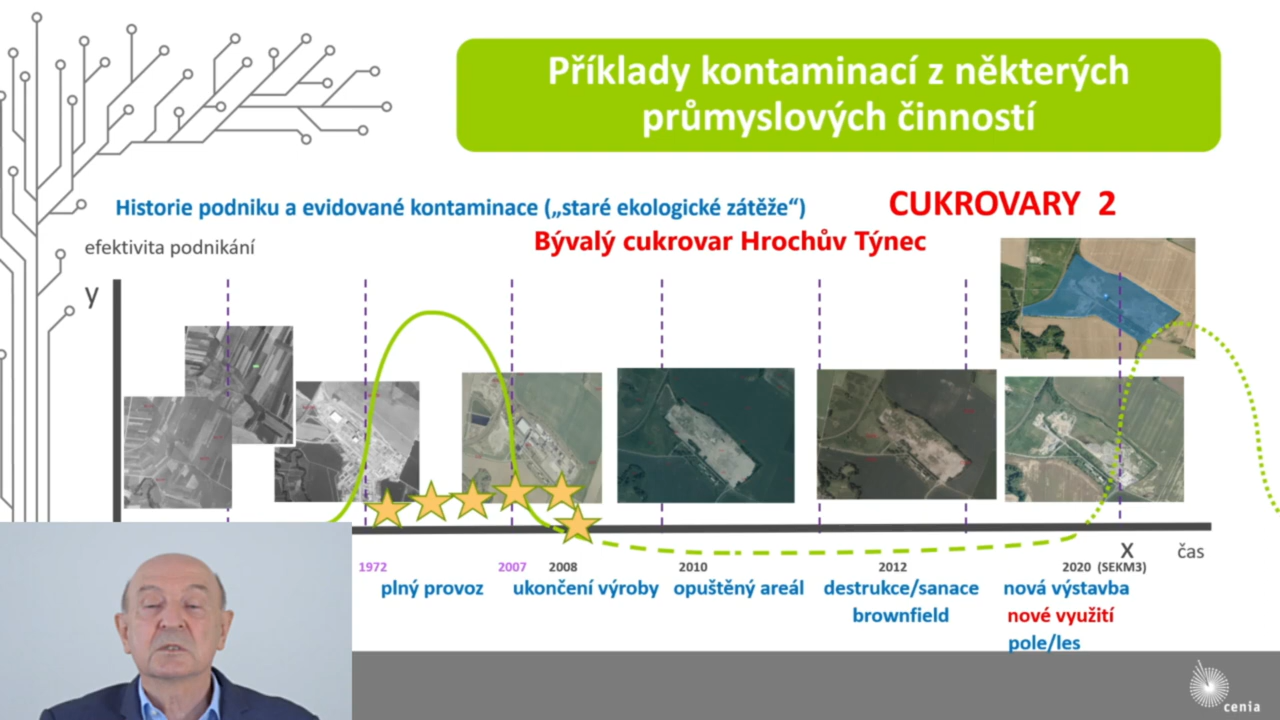 Příklady kontaminací z některých
průmyslových činností
Historie podniku a evidované kontaminace („staré ekologické zátěže“)
CUKROVARY 2
efektivita podnikání
Bývalý cukrovar Hrochův Týnec
y
x
čas
1972
2007
2008
2010
2012
2020 (SEKM3)
plný provoz
ukončení výroby
opuštěný areál
destrukce/sanace
nová výstavba
brownfield
nové využití
pole/les
cenia